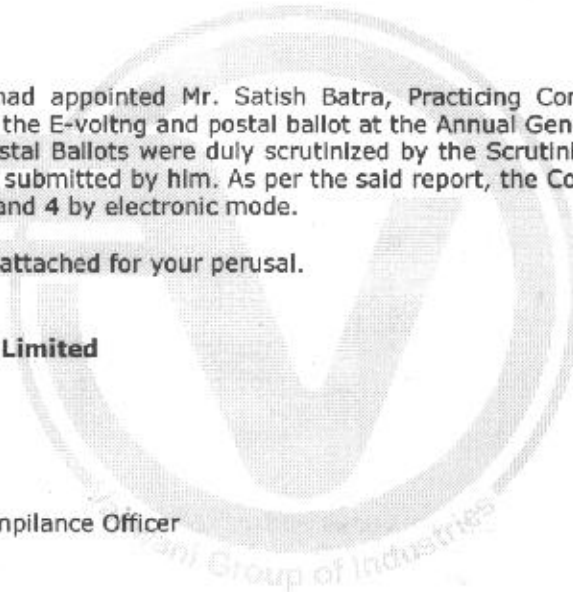 had appointed Mr. Satish Batra, Practicing Cor
the E-voitng and postal ballot at the Annual Gen
stal Ballots were duly scrutinized by the Scrutini
submitted by him. As per the said report, the Co
and 4 by electronic mode.
attached for your perusal.
Limited
mpilance Officer
Group of Industries